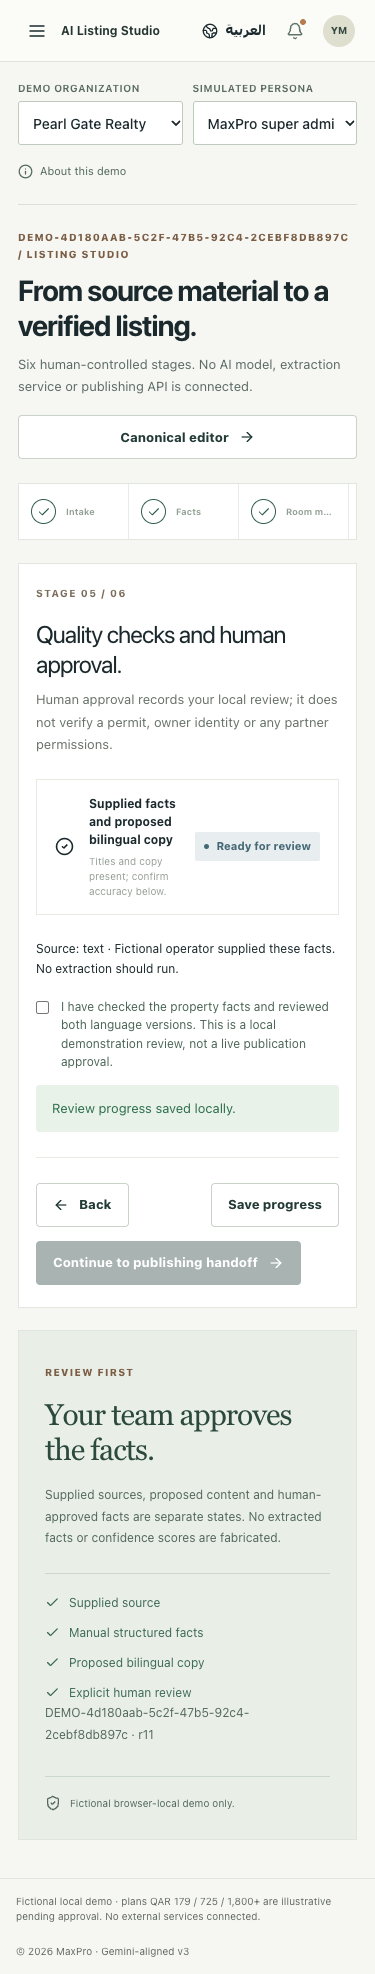 AI Listing Studio
العربية
YM
DEMO ORGANIZATION
SIMULATED PERSONA
Pearl Gate Realty
MaxPro super admi
About this demo
DEMO-4D180AAB-5C2F-47B5-92C4-2CEBF8DB897C
/ LISTING STUDIO
From source material to a
verified listing.
Six human-controlled stages. No AI model, extraction
service or publishing API is connected.
Canonical editor
Intake
Facts
Room m...
STAGE 05 / 06
Quality checks and human
approval.
Human approval records your local review; it does
not verify a permit, owner identity or any partner
permissions.
Supplied facts
and proposed
bilingual copy
Titles and copy
present; confirm
accuracy below.
Ready for review
Source: text · Fictional operator supplied these facts.
No extraction should run.
I have checked the property facts and reviewed
both language versions. This is a local
demonstration review, not a live publication
approval.
Review progress saved locally.
Back
Save progress
Continue to publishing handoff
REVIEW FIRST
Your team approves
the facts.
Supplied sources, proposed content and human-
approved facts are separate states. No extracted
facts or confidence scores are fabricated.
Supplied source
Manual structured facts
Proposed bilingual copy
Explicit human review
DEMO-4d180aab-5c2f-47b5-92c4-
2cebf8db897c · r11
Fictional browser-local demo only.
Fictional local demo · plans QAR 179 / 725 / 1,800+ are illustrative
pending approval. No external services connected.
© 2026 MaxPro · Gemini-aligned v3